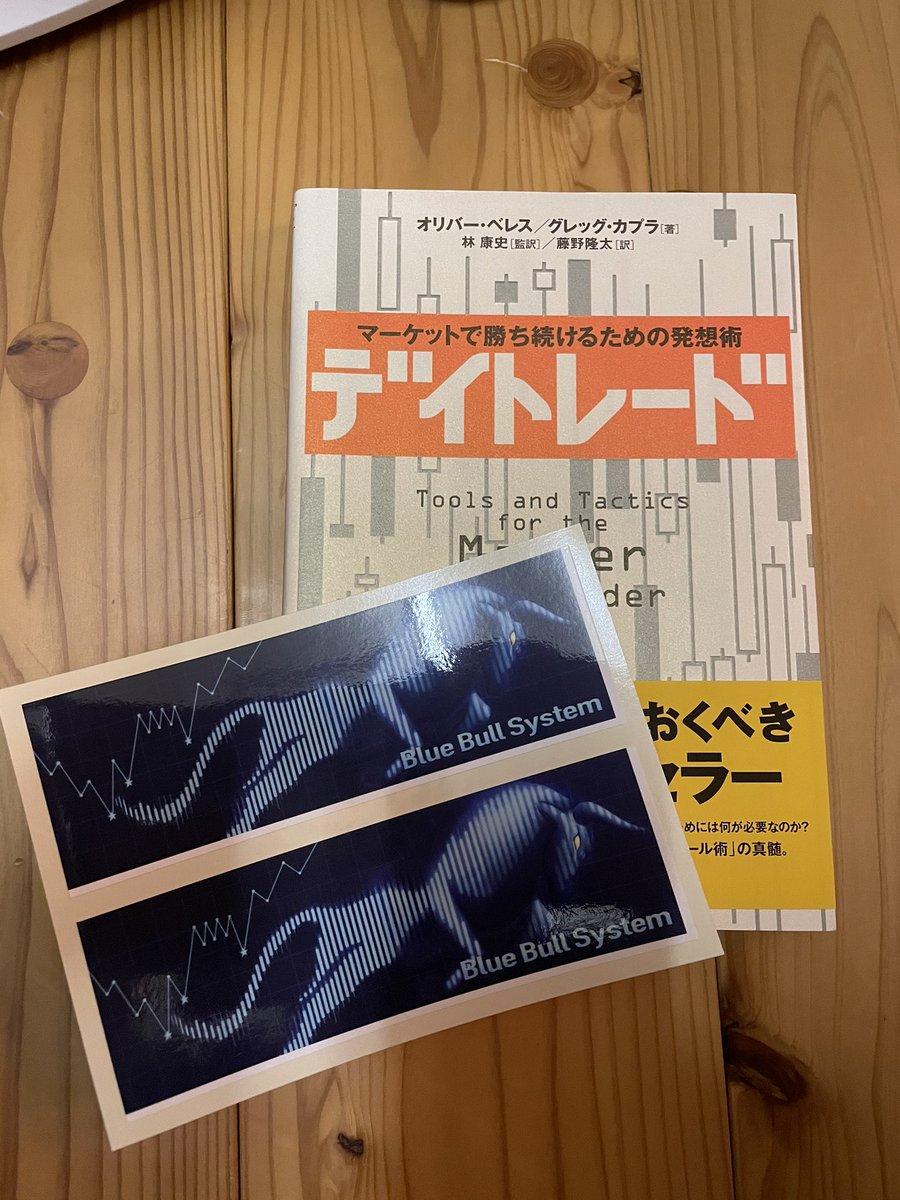 オリバー・ベレス/グレッグ・カプラ[著]
林 康史[監訳]/藤野隆太[訳]
マーケットで勝ち続けるための発想術
デイトレード
Tools and Tactics
for the
おくべき
セラー
めには何が必要なのか?
ール術」の真髄。
Blue Bull System
Blue Bull System